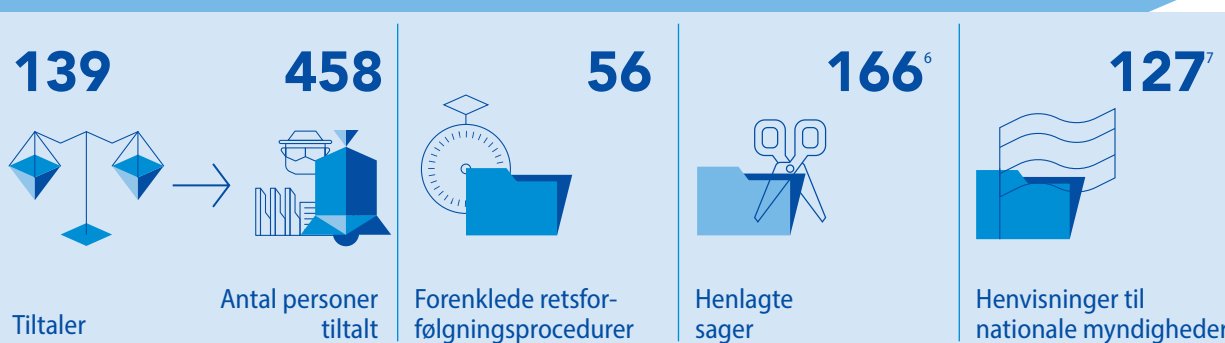 139
Tiltaler
458
Antal personer
tiltalt
56
Forenklede retsfor-
følgningsprocedurer
166⁶
Henlagte
sager
127⁷
Henvisninger til
nationale myndigheder